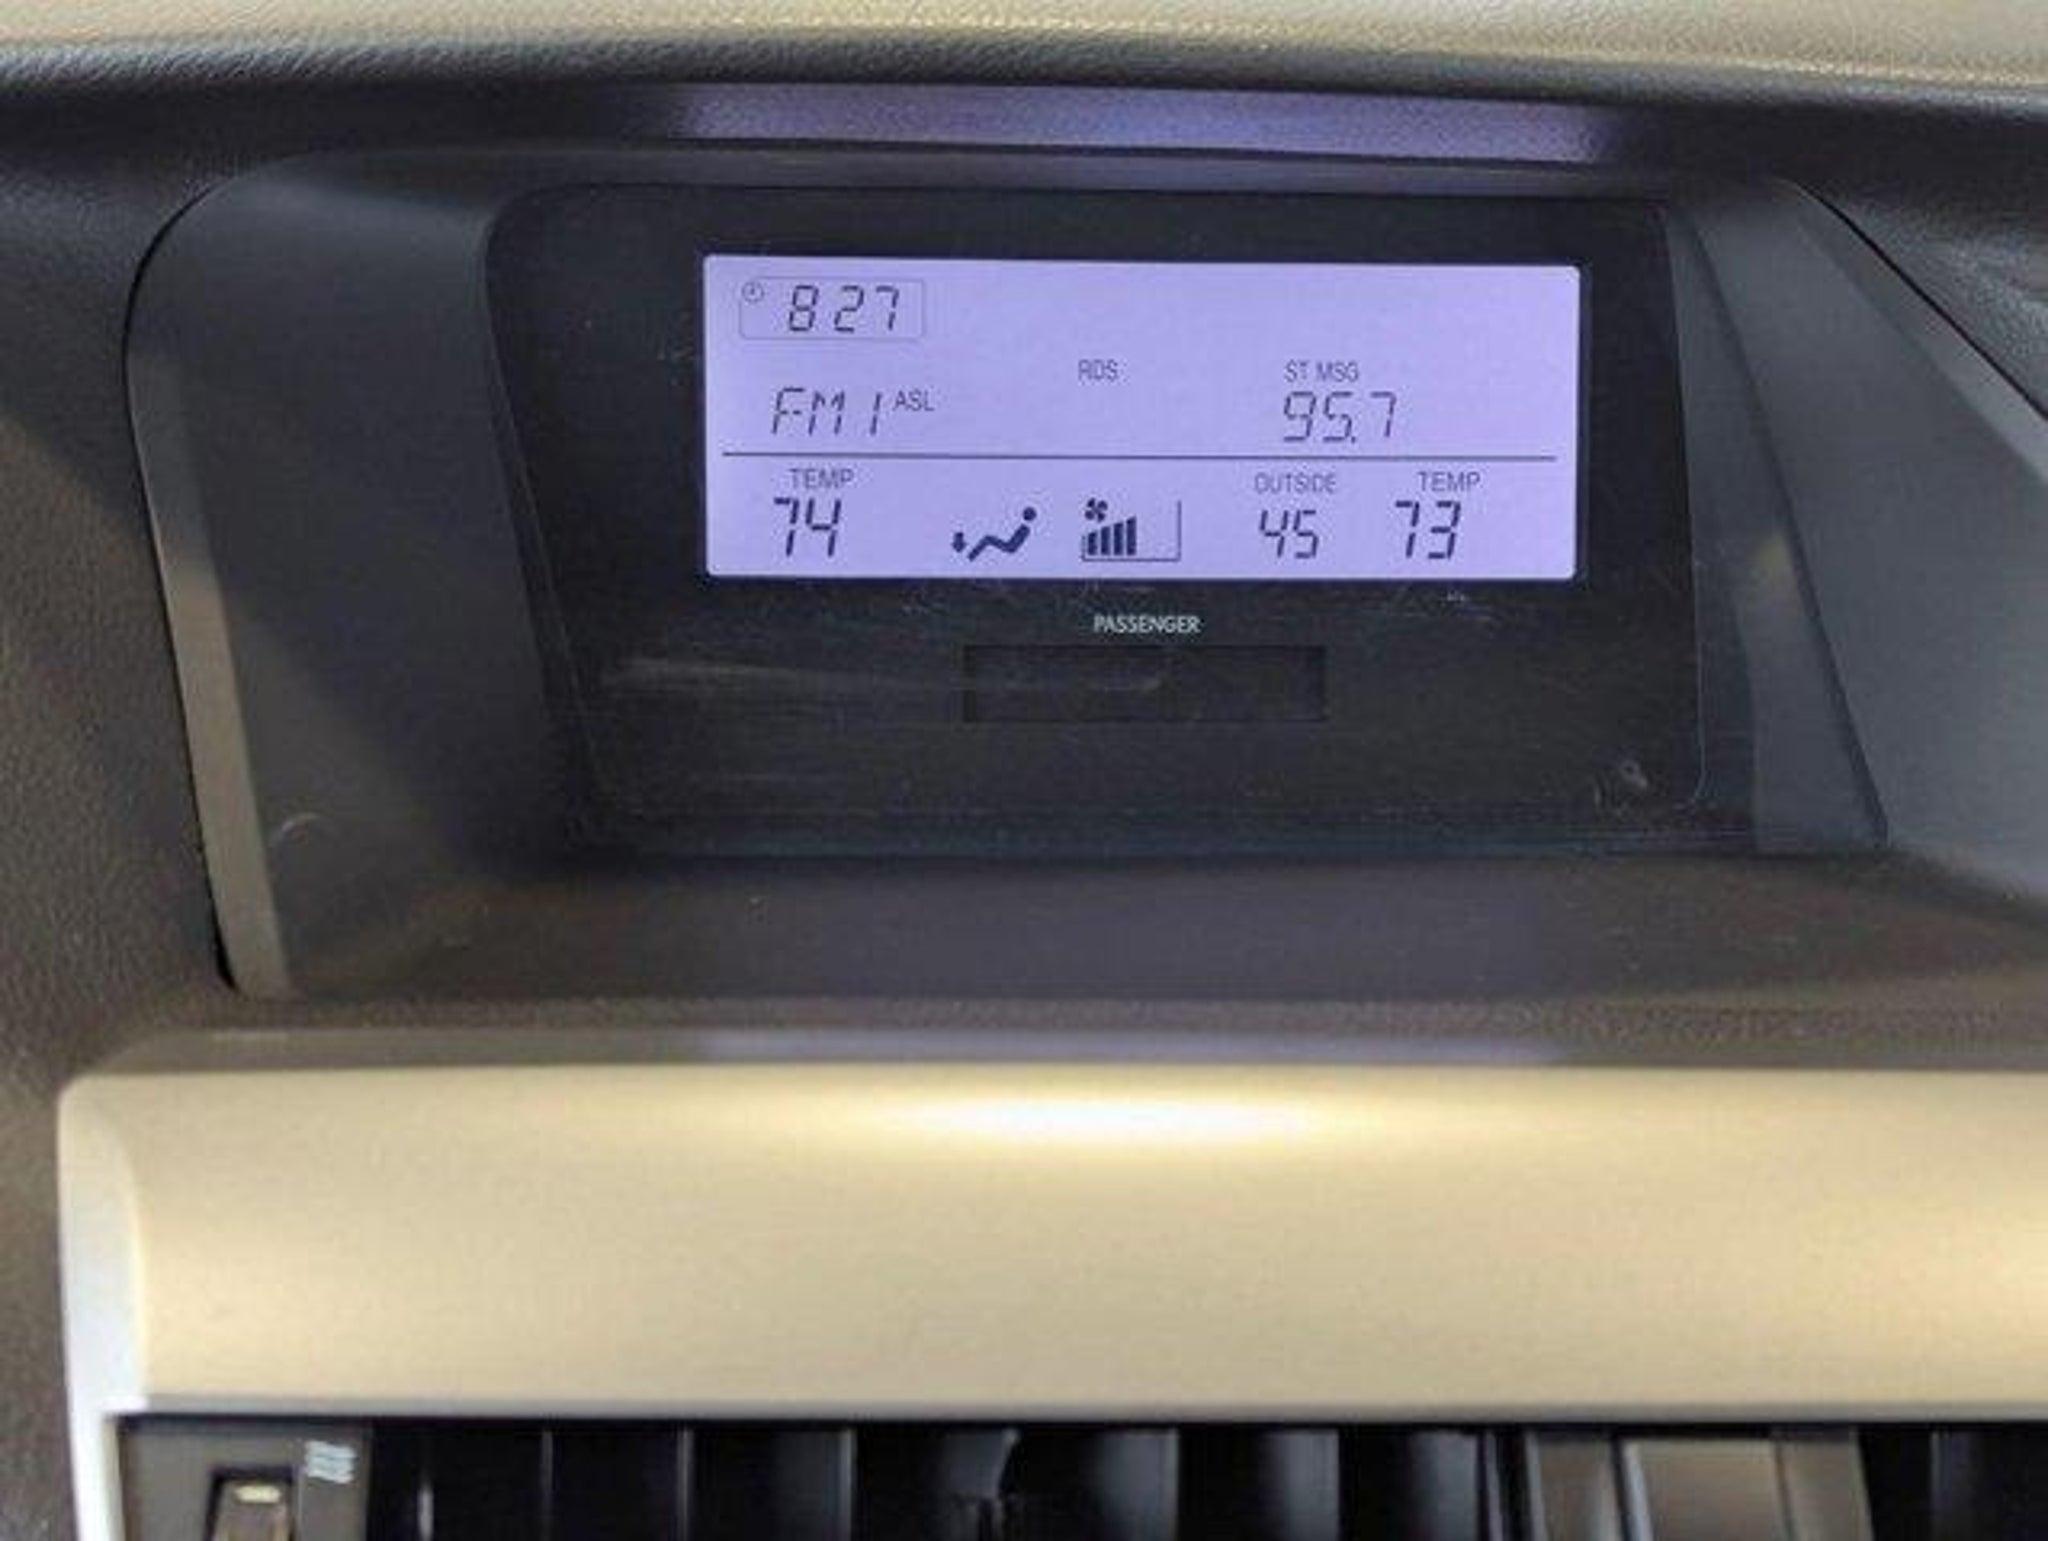 8 27
RDS ST MSG
FM1 ASL 95.7
TEMP OUTSIDE TEMP
74 45 73
PASSENGER